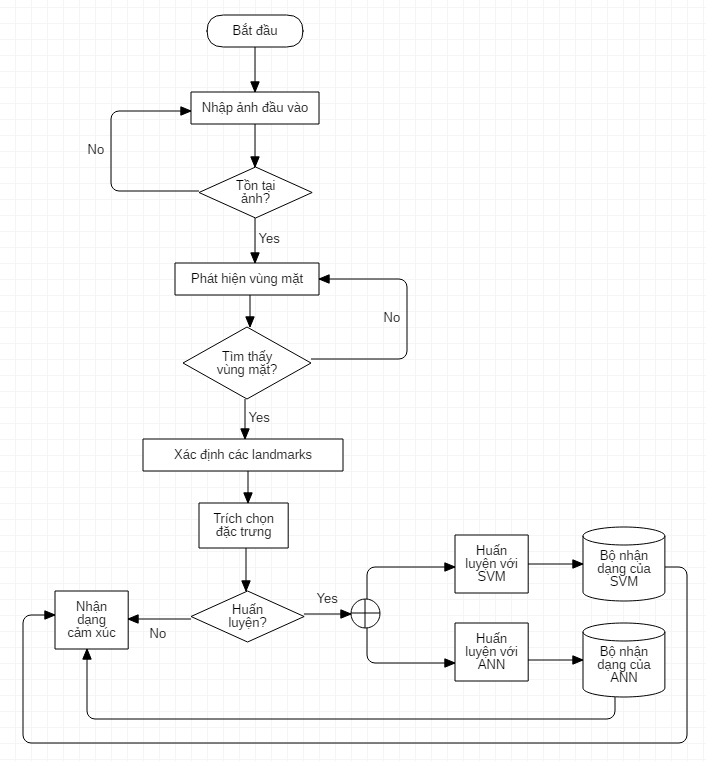 Bắt đầu
Nhập ảnh đầu vào
No
Tồn tại
ảnh?
Yes
Phát hiện vùng mặt
No
Tìm thấy
vùng mặt?
Yes
Xác định các landmarks
Trích chọn
đặc trưng
Huấn
luyện với
SVM
Bộ nhận
dạng của
SVM
Nhận
dạng
cảm xúc
No
Huấn
luyện?
Yes
Huấn
luyện với
ANN
Bộ nhận
dạng của
ANN